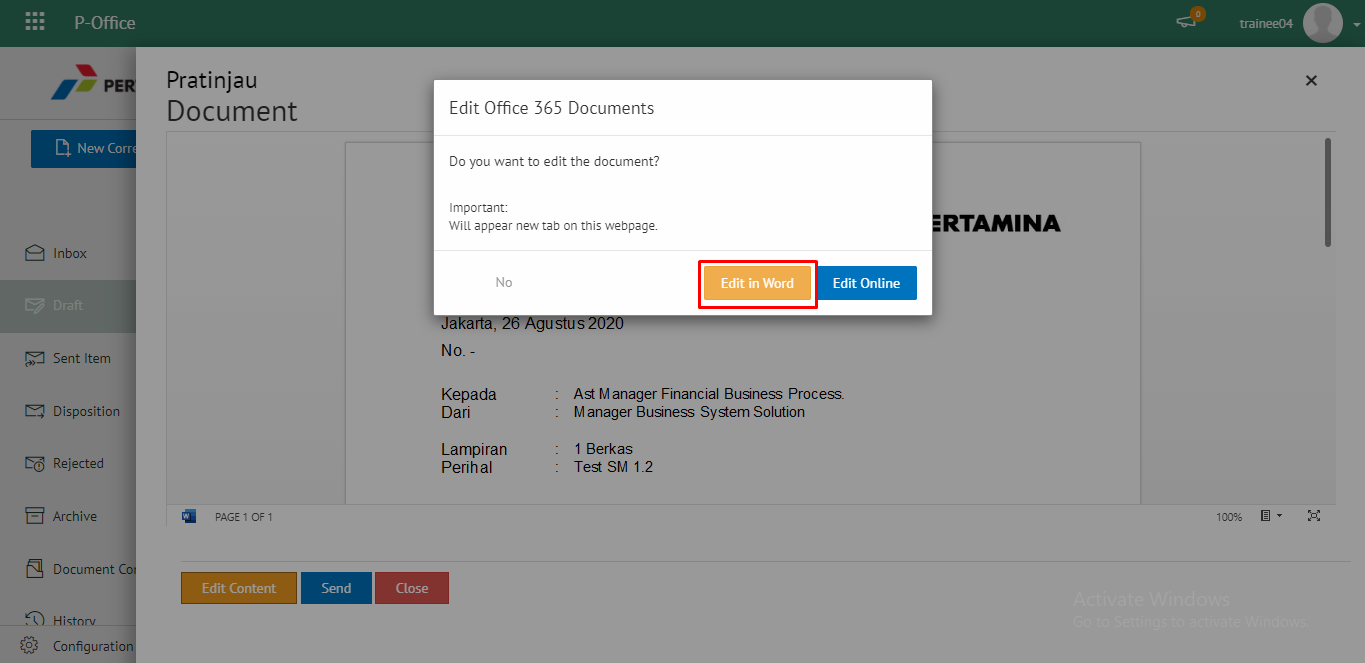 P-Office
0
trainee04
PER
Pratinjau
Document
New Corre
Inbox
Draft
Sent Item
Disposition
Rejected
Archive
Document Cor
History
Configuration
Edit Office 365 Documents
Do you want to edit the document?
Important:
Will appear new tab on this webpage.
No
Edit in Word
Edit Online
ERTAMINA
Jakarta, 26 Agustus 2020
No. -
Kepada : Ast Manager Financial Business Process.
Dari : Manager Business System Solution
Lampiran : 1 Berkas
Perihal : Test SM 1.2
PAGE 1 OF 1
100%
Edit Content
Send
Close
Activate Windows
Go to Settings to activate Windows.